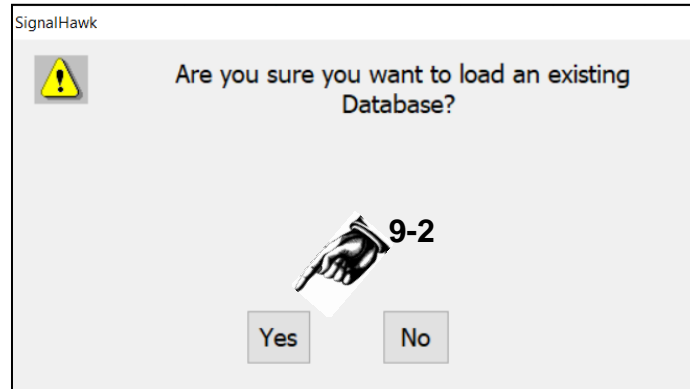 SignalHawk
Are you sure you want to load an existing
Database?
9-2
Yes No